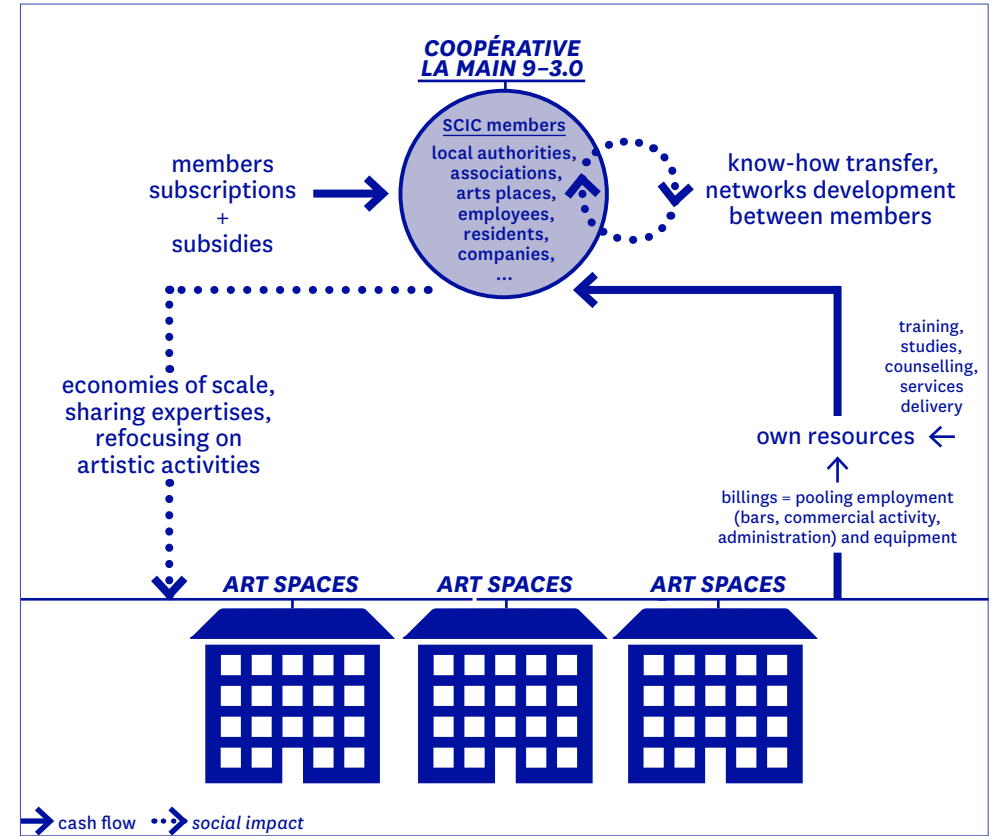 COOPÉRATIVE
LA MAIN 9–3.0
SCIC members
local authorities,
associations,
arts places,
employees,
residents,
companies,
...
members
subscriptions
+
subsidies
know-how transfer,
networks development
between members
economies of scale,
sharing expertises,
refocusing on
artistic activities
training,
studies,
counselling,
services
delivery
own resources
billings = pooling employment
(bars, commercial activity,
administration) and equipment
ART SPACES
ART SPACES
ART SPACES
cash flow
social impact